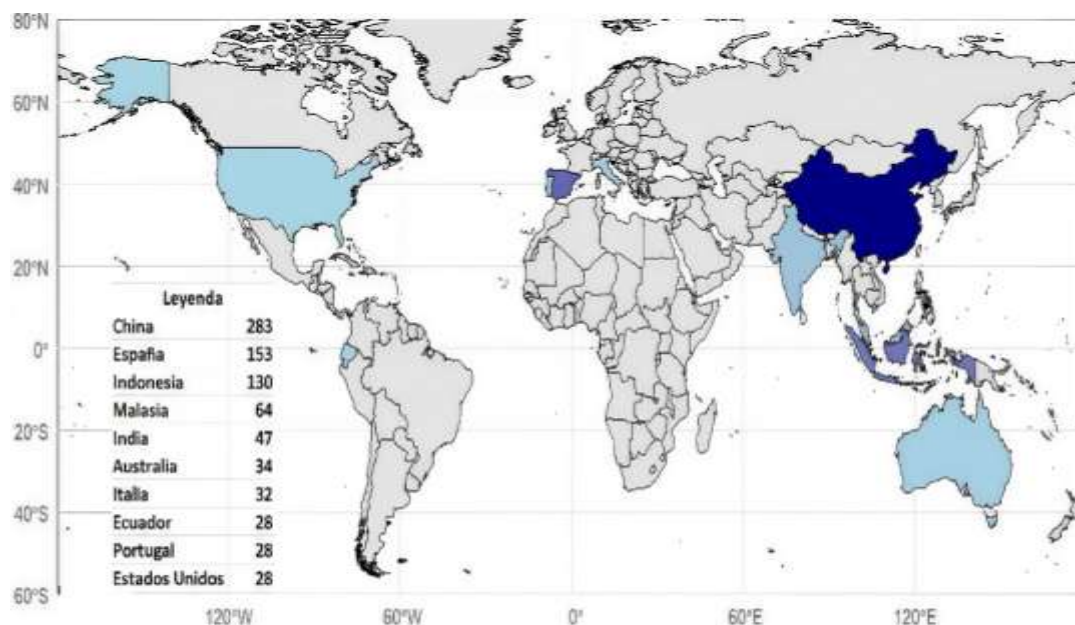 80°N
60°N
40°N
20°N
0°
20°S
40°S
60°S
Leyenda
China 283
España 153
Indonesia 130
Malasia 64
India 47
Australia 34
Italia 32
Ecuador 28
Portugal 28
Estados Unidos 28
120°W 60°W 0° 60°E 120°E